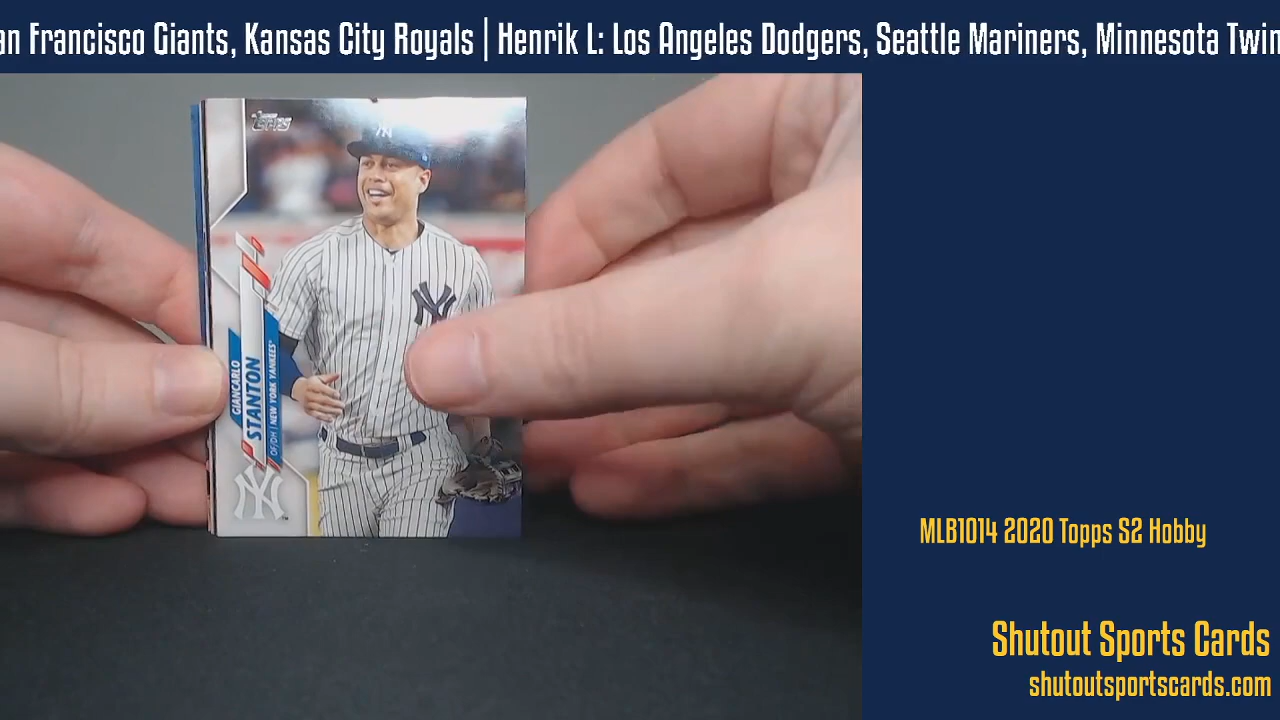 an Francisco Giants, Kansas City Royals | Henrik L: Los Angeles Dodgers, Seattle Mariners, Minnesota Twin
Topps
NY
NY
GIANCARLO
STANTON
OF/DH | NEW YORK YANKEES
NY
MLB1014 2020 Topps S2 Hobby
Shutout Sports Cards
shutoutsportscards.com